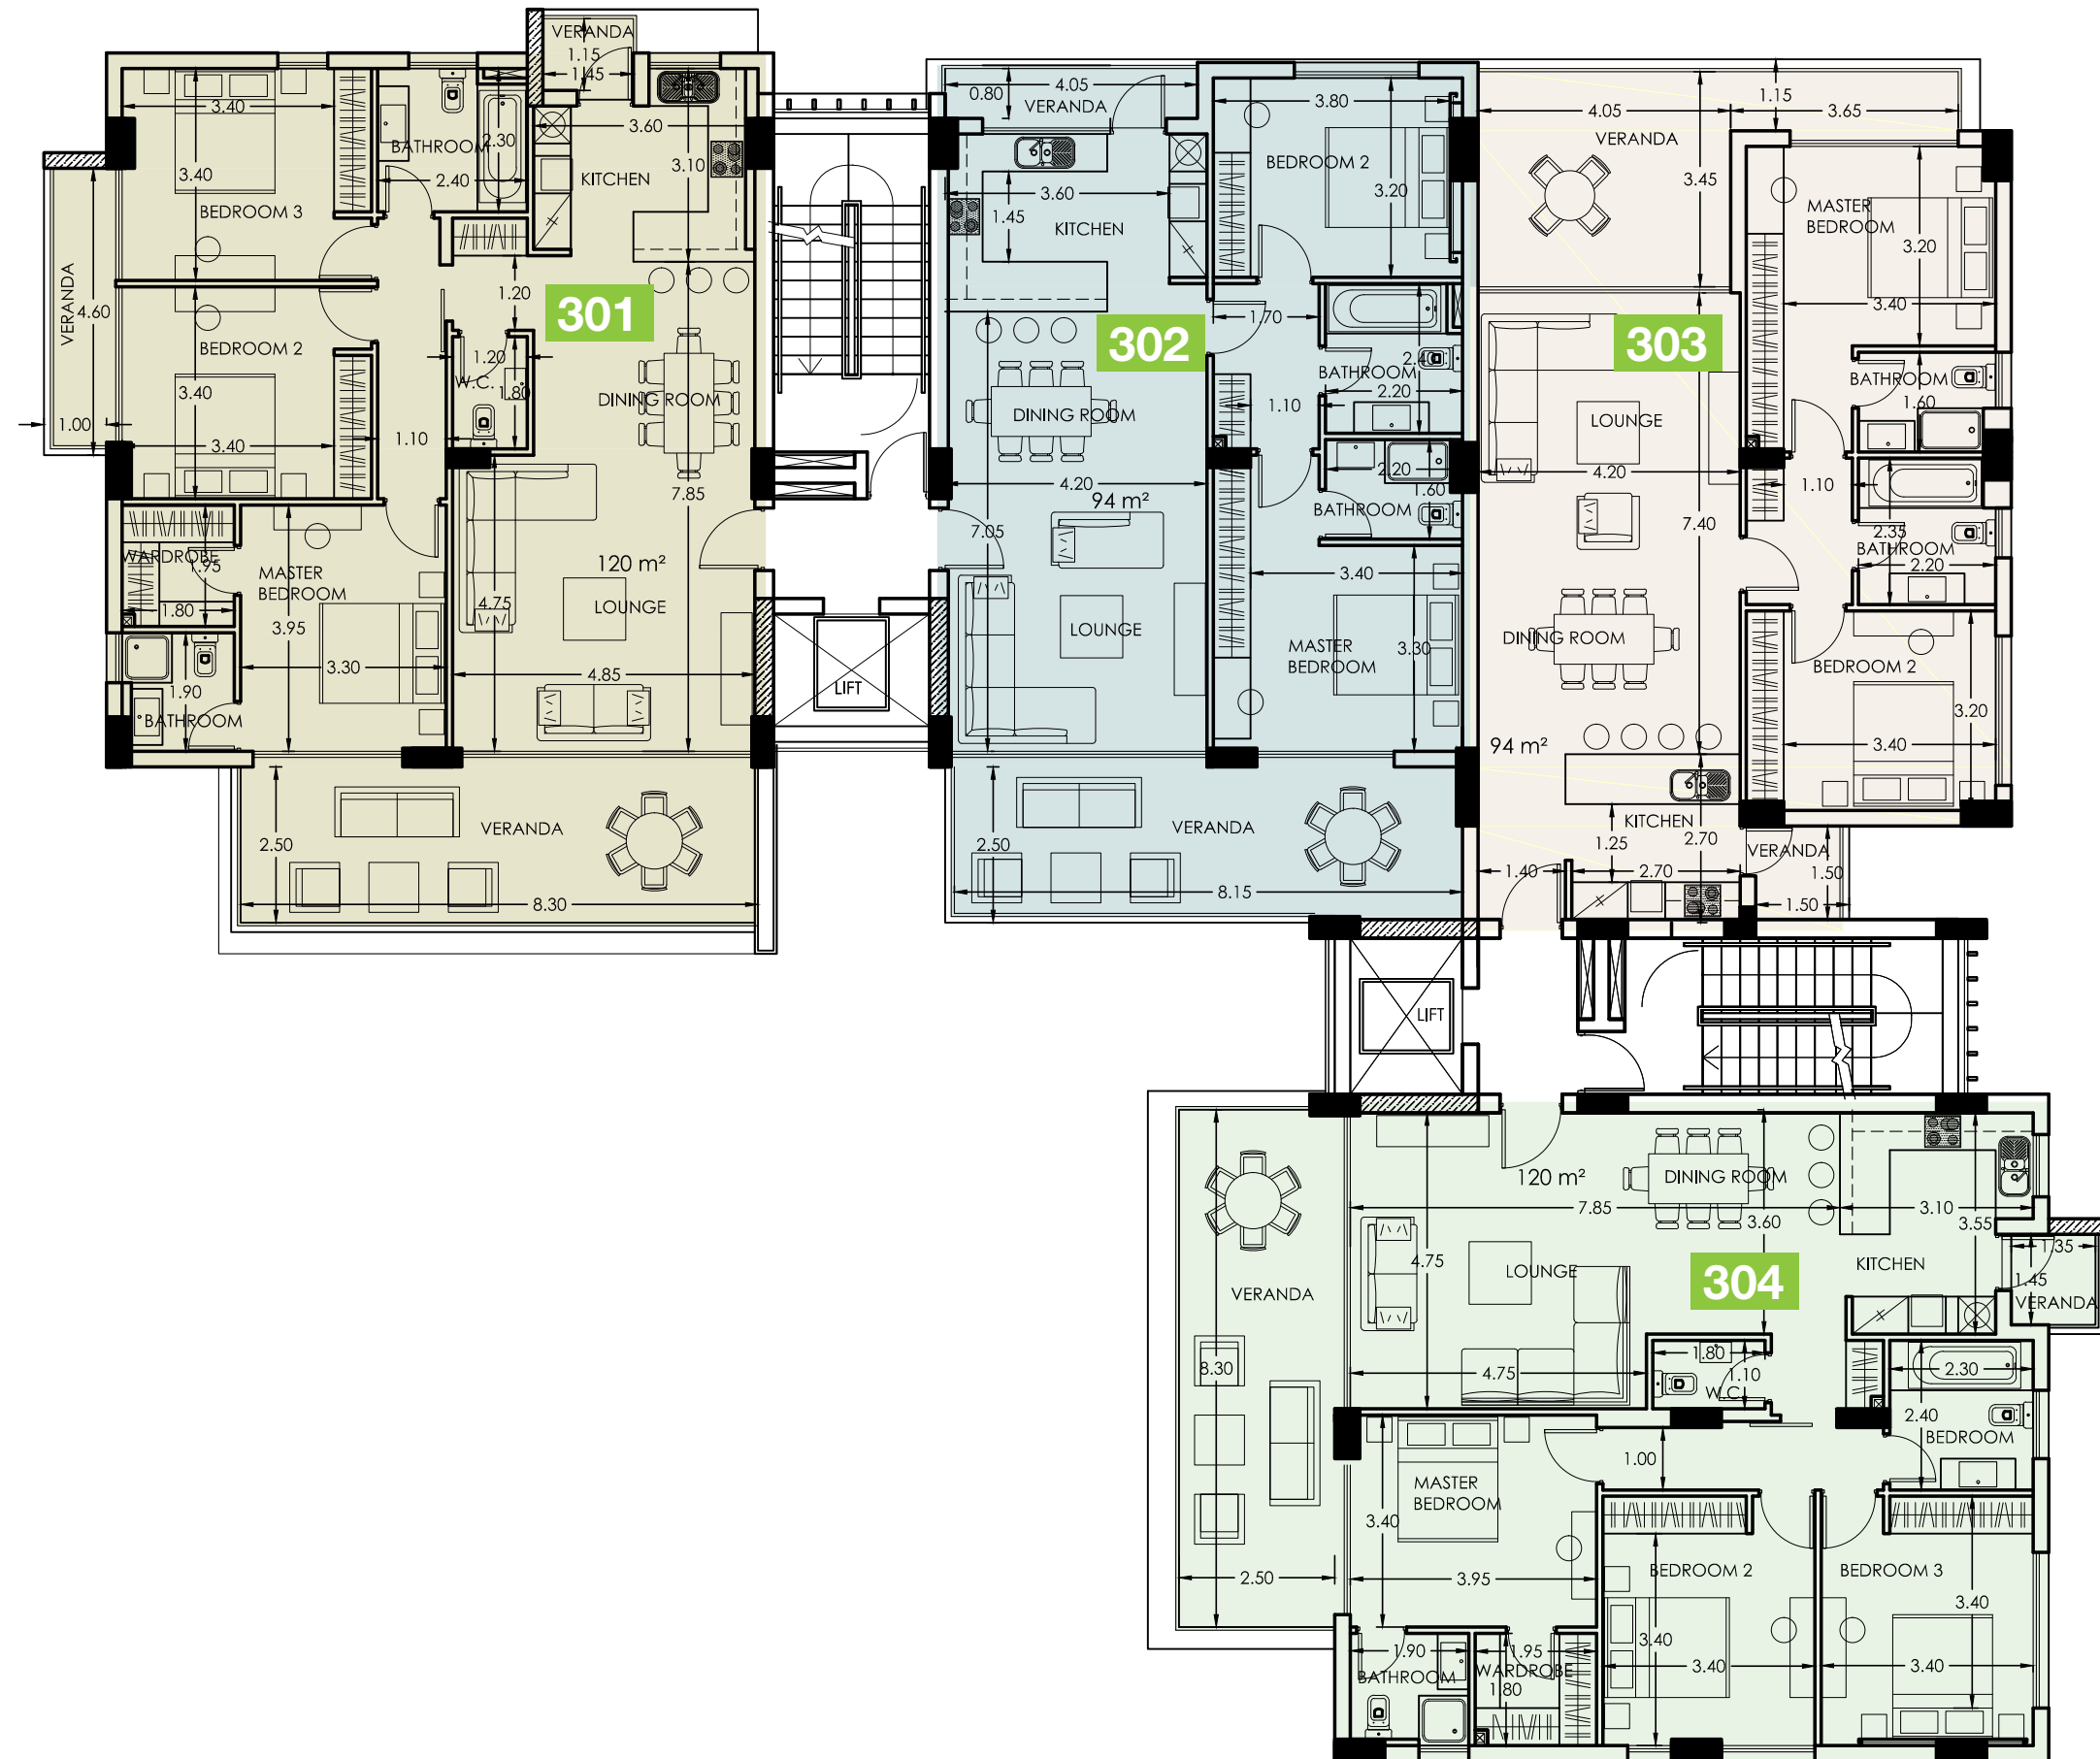 VERANDA
1.15
1.45
3.40
3.40
BEDROOM 3
BATHROOM
2.30
2.40
3.60
3.10
KITCHEN
VERANDA
4.60
1.00
BEDROOM 2
3.40
3.40
1.10
1.20
301
1.20
W.C.
1.80
DINING ROOM
7.85
WARDROBE
1.95
1.80
MASTER
BEDROOM
3.95
3.30
120 m²
LOUNGE
4.75
4.85
1.90
BATHROOM
VERANDA
2.50
8.30
LIFT
0.80
4.05
VERANDA
3.60
1.45
KITCHEN
3.80
BEDROOM 2
3.20
302
1.70
BATHROOM
2.20
1.10
DINING ROOM
4.20
94 m²
7.05
2.20
1.60
BATHROOM
3.40
LOUNGE
MASTER
BEDROOM
3.30
VERANDA
2.50
8.15
4.05
1.15
3.65
VERANDA
3.45
MASTER
BEDROOM
3.20
3.40
303
LOUNGE
4.20
7.40
BATHROOM
1.60
1.10
2.35
BATHROOM
2.20
DINING ROOM
BEDROOM 2
3.20
3.40
94 m²
KITCHEN
1.25
2.70
VERANDA
1.50
1.40
2.70
1.50
LIFT
120 m²
DINING ROOM
7.85
3.60
3.10
3.55
4.75
LOUNGE
304
KITCHEN
1.35
1.45
VERANDA
VERANDA
8.30
4.75
1.80
1.10
W.C.
2.30
2.40
BEDROOM
1.00
MASTER
BEDROOM
3.40
2.50
3.95
BEDROOM 2
3.40
3.40
BEDROOM 3
3.40
3.40
1.90
BATHROOM
1.95
WARDROBE
1.80